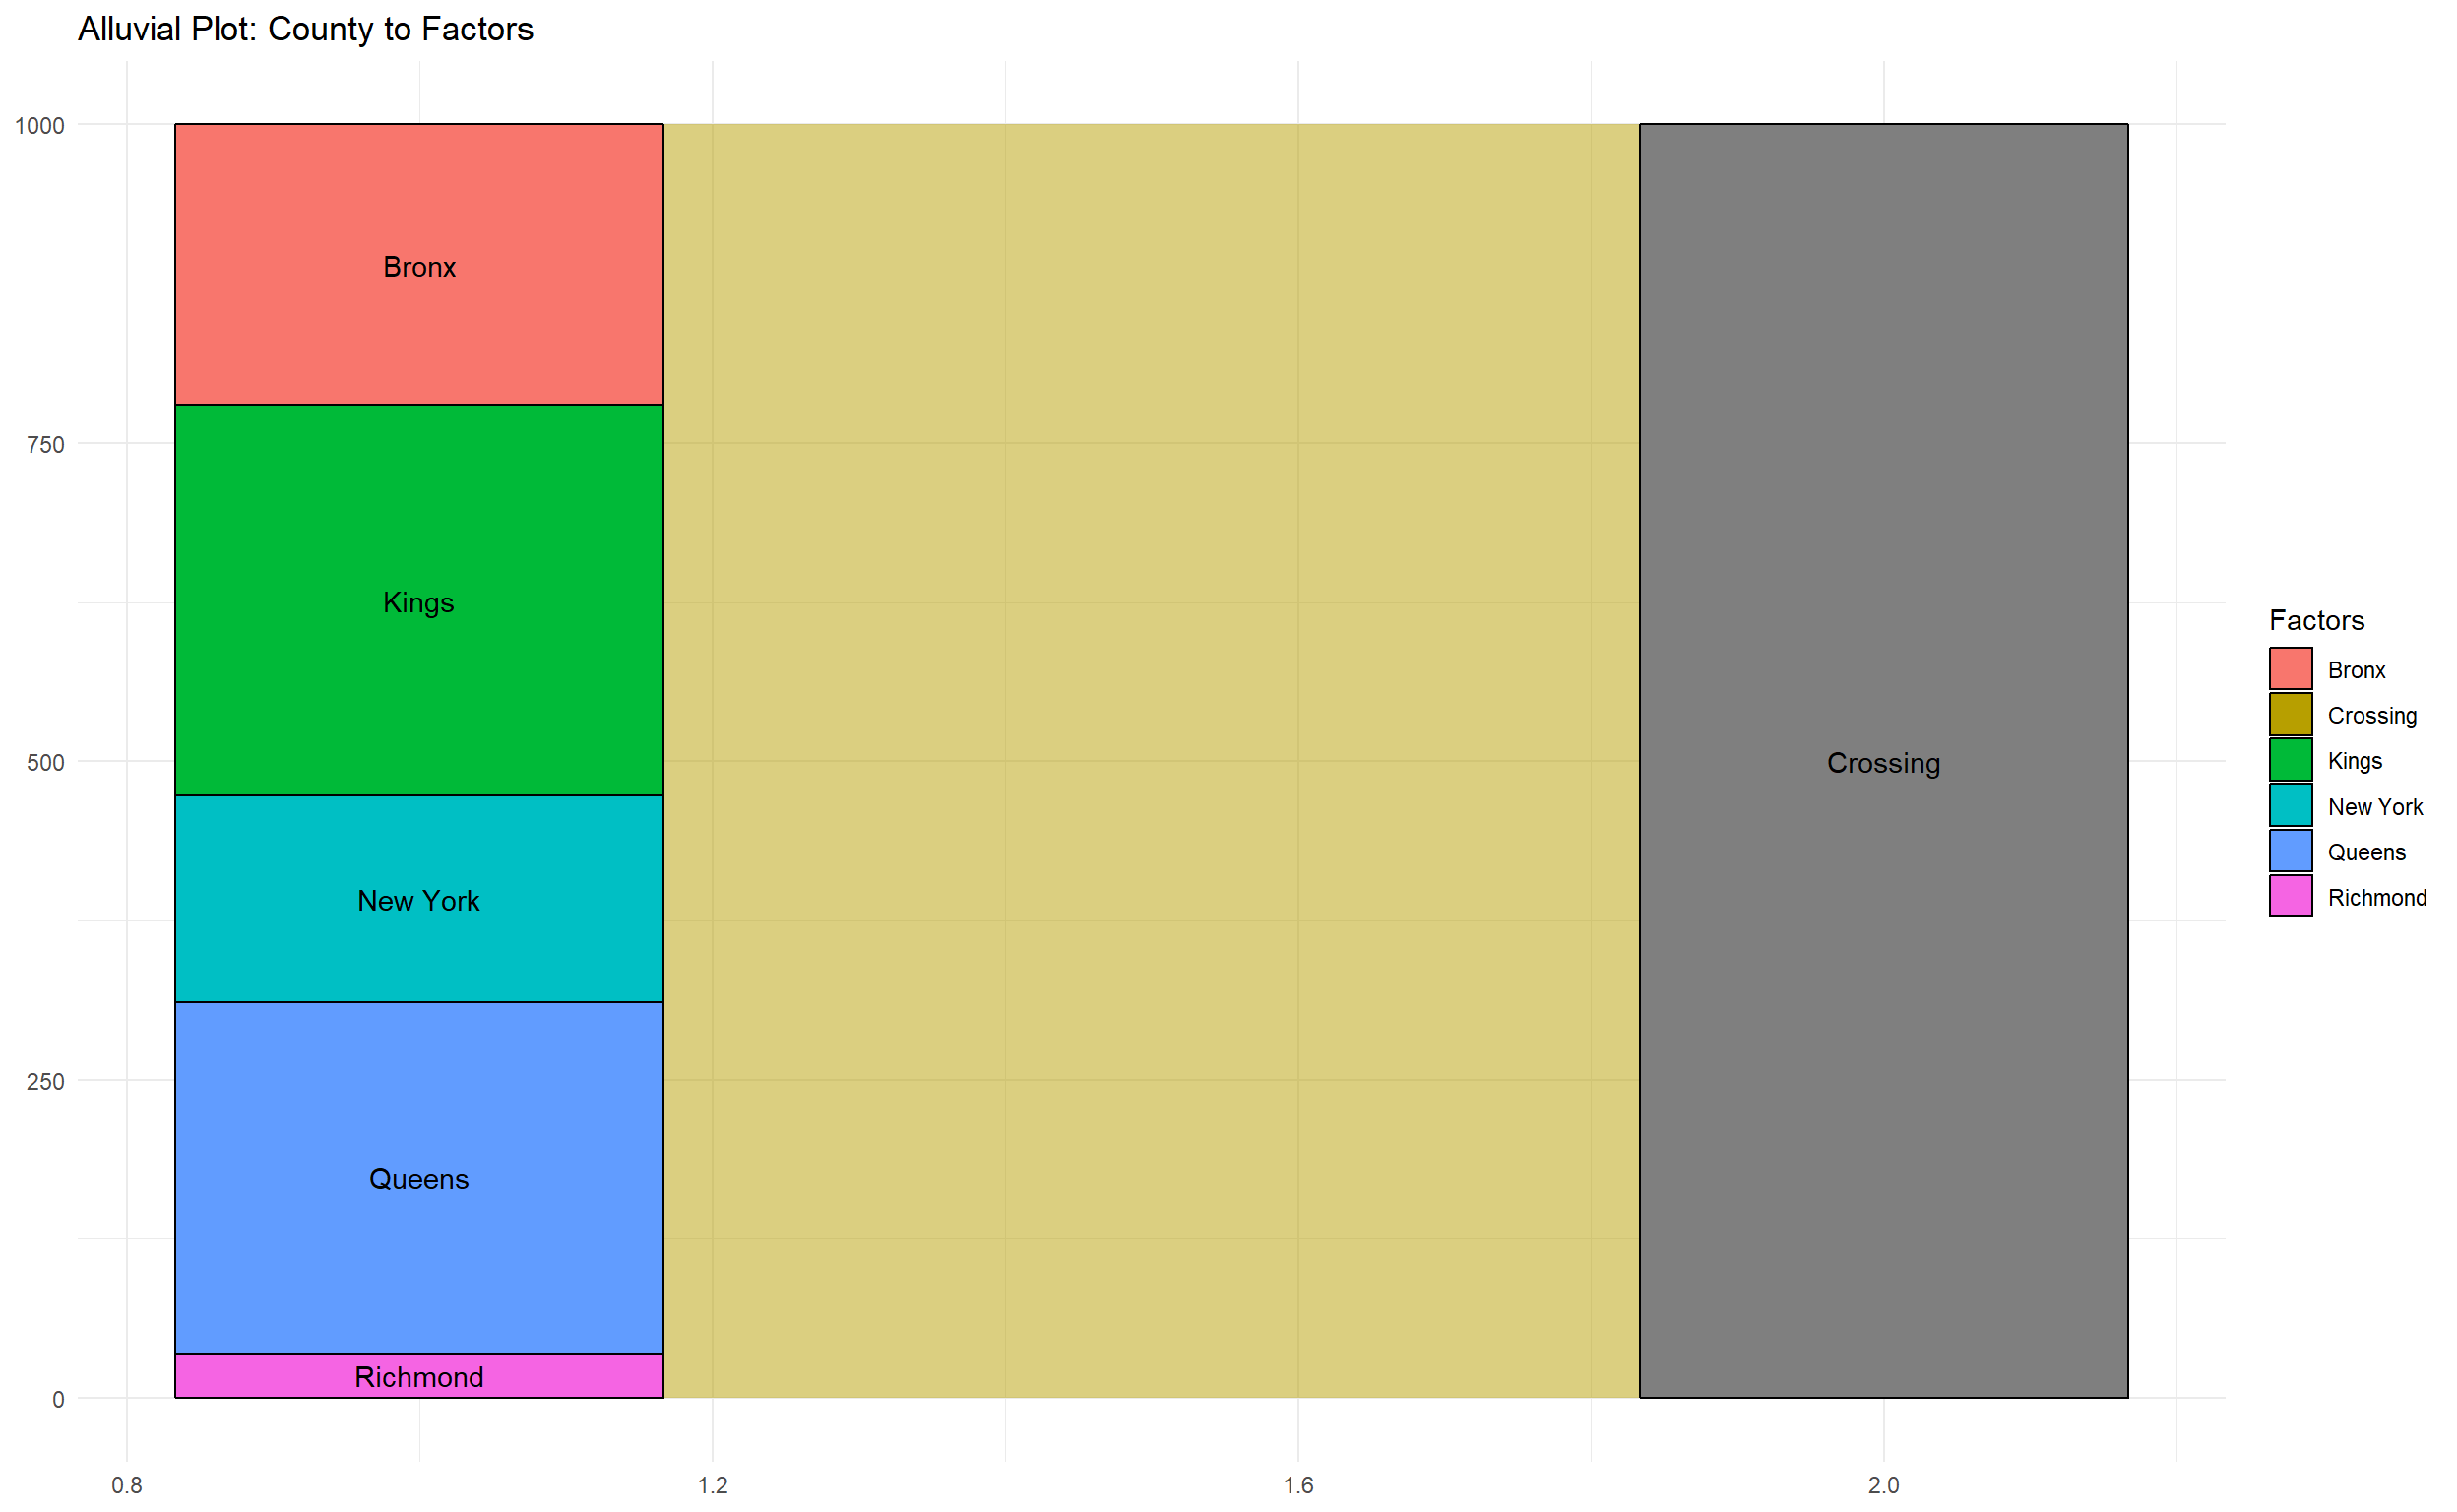 Alluvial Plot: County to Factors
1000
750
500
250
0
Bronx
Kings
New York
Queens
Richmond
Crossing
0.8
1.2
1.6
2.0
Factors
Bronx
Crossing
Kings
New York
Queens
Richmond